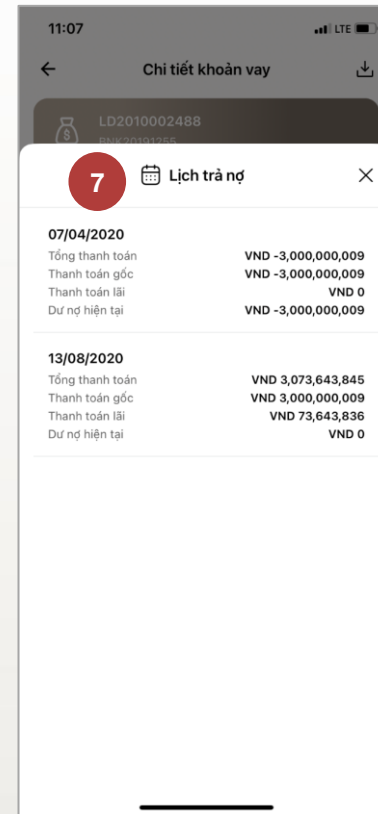 11:07 LTE
Chi tiết khoản vay
LD2010002488
BNK20191255
7 Lịch trả nợ
07/04/2020
Tổng thanh toán VND -3,000,000,009
Thanh toán gốc VND -3,000,000,009
Thanh toán lãi VND 0
Dư nợ hiện tại VND -3,000,000,009
13/08/2020
Tổng thanh toán VND 3,073,643,845
Thanh toán gốc VND 3,000,000,009
Thanh toán lãi VND 73,643,836
Dư nợ hiện tại VND 0